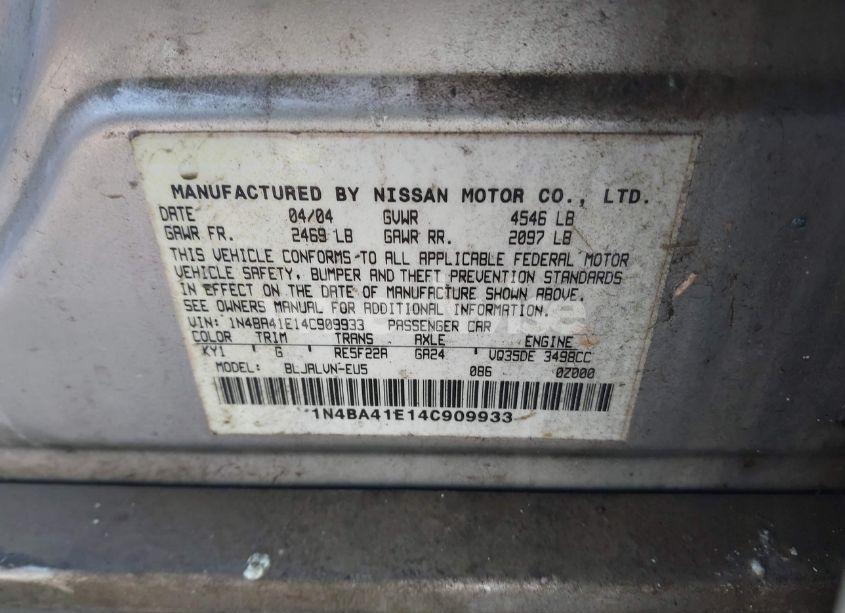 MANUFACTURED BY NISSAN MOTOR CO., LTD.
DATE 04/04 GVWR 4546 LB
GAWR FR. 2469 LB GAWR RR. 2097 LB
THIS VEHICLE CONFORMS TO ALL APPLICABLE FEDERAL MOTOR
VEHICLE SAFETY, BUMPER AND THEFT PREVENTION STANDARDS
IN EFFECT ON THE DATE OF MANUFACTURE SHOWN ABOVE.
SEE OWNERS MANUAL FOR ADDITIONAL INFORMATION.
VIN: 1N4BA41E14C909933 PASSENGER CAR
COLOR TRIM TRANS AXLE ENGINE
KY1 G RE5F22A GA24 VQ35DE 3498CC
MODEL: BLJALVN-EU5 086 0Z000
1N4BA41E14C909933